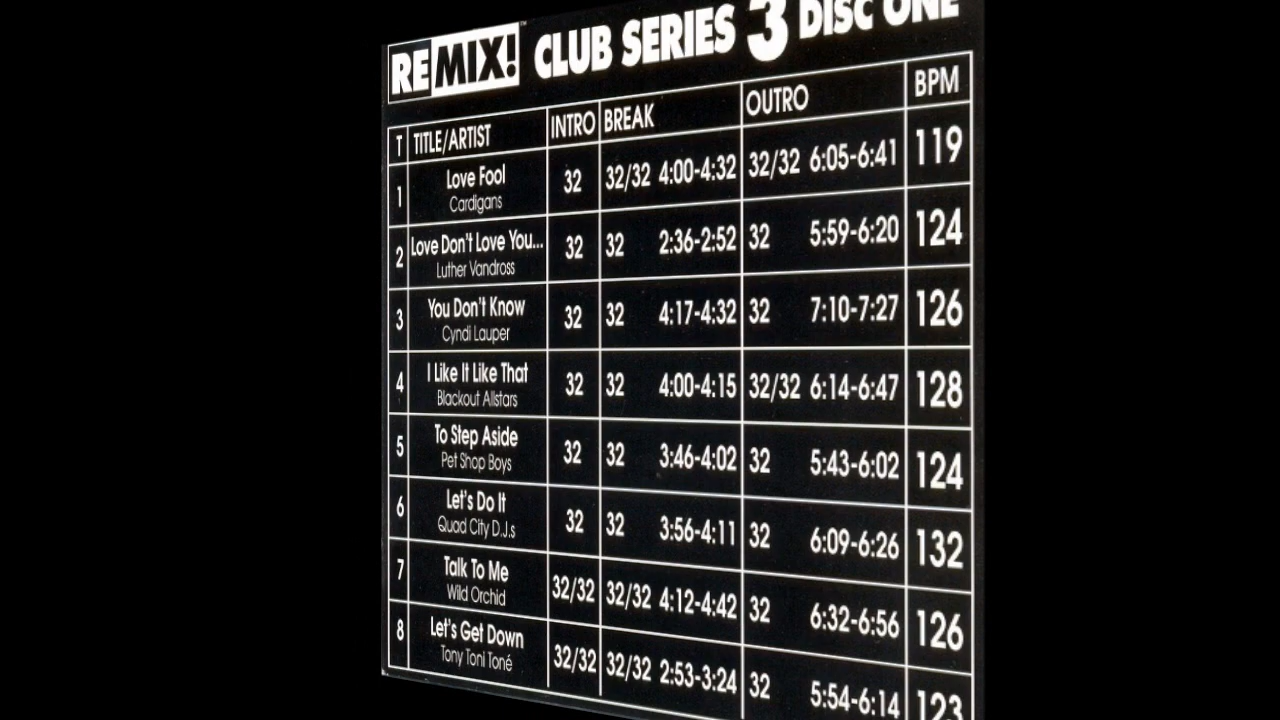 REMIX!™ CLUB SERIES 3 DISC ONE
T TITLE/ARTIST INTRO BREAK OUTRO BPM
1 Love Fool 32 32/32 4:00-4:32 32/32 6:05-6:41 119
Cardigans
2 Love Don't Love You... 32 32 2:36-2:52 32 5:59-6:20 124
Luther Vandross
3 You Don't Know 32 32 4:17-4:32 32 7:10-7:27 126
Cyndi Lauper
4 I Like It Like That 32 32 4:00-4:15 32/32 6:14-6:47 128
Blackout Allstars
5 To Step Aside 32 32 3:46-4:02 32 5:43-6:02 124
Pet Shop Boys
6 Let's Do It 32 32 3:56-4:11 32 6:09-6:26 132
Quad City D.J.s
7 Talk To Me 32/32 32/32 4:12-4:42 32 6:32-6:56 126
Wild Orchid
8 Let's Get Down 32/32 32/32 2:53-3:24 32 5:54-6:14 123
Tony Toni Toné